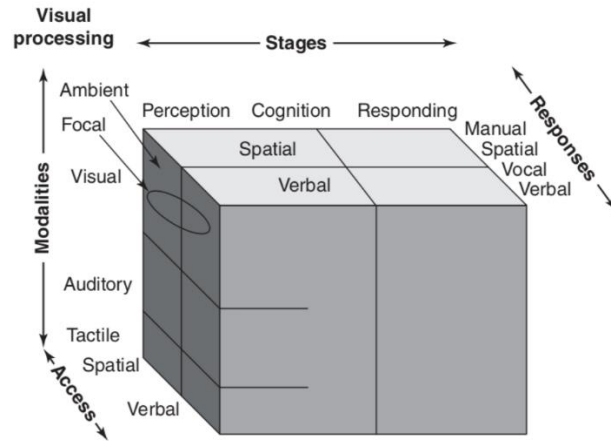 Visual
processing
Stages
Ambient
Perception Cognition Responding
Focal
Spatial
Manual
Spatial
Vocal
Verbal
Responses
Visual
Verbal
Modalities
Auditory
Tactile
Spatial
Verbal
Access